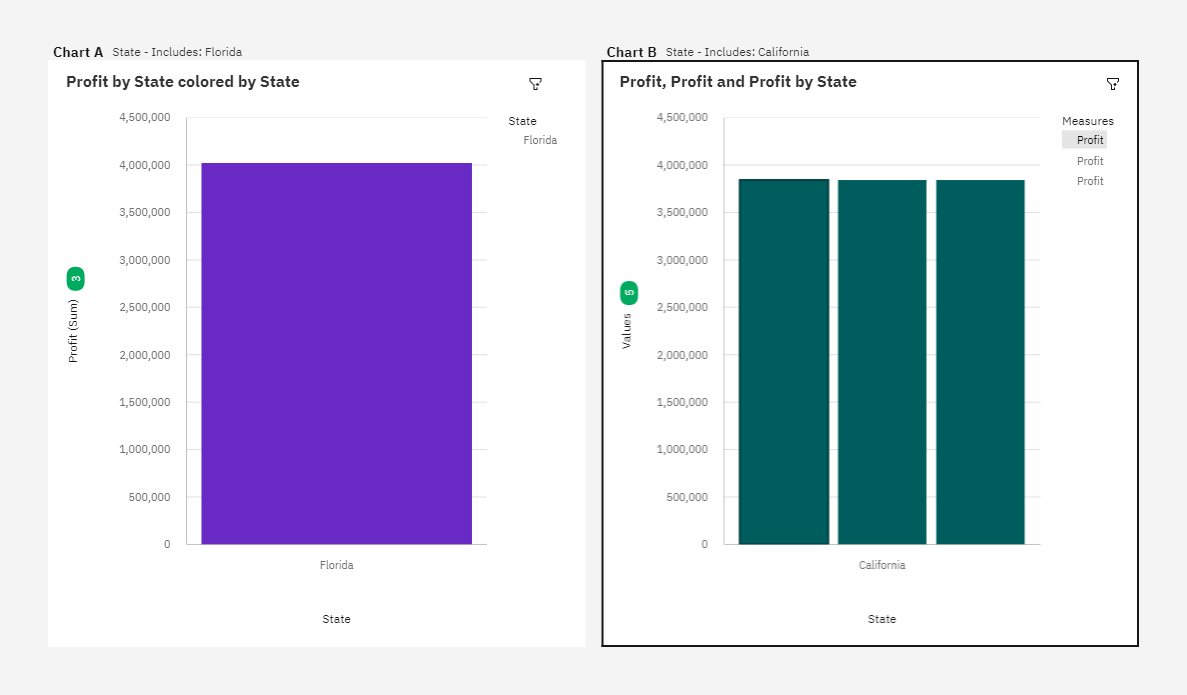 Chart A State - Includes: Florida
Profit by State colored by State
4,500,000
4,000,000
3,500,000
3,000,000
2,500,000
2,000,000
1,500,000
1,000,000
500,000
0
Profit (Sum) 3
Florida
State
State
Florida
Chart B State - Includes: California
Profit, Profit and Profit by State
4,500,000
4,000,000
3,500,000
3,000,000
2,500,000
2,000,000
1,500,000
1,000,000
500,000
0
Values 5
California
State
Measures
Profit
Profit
Profit